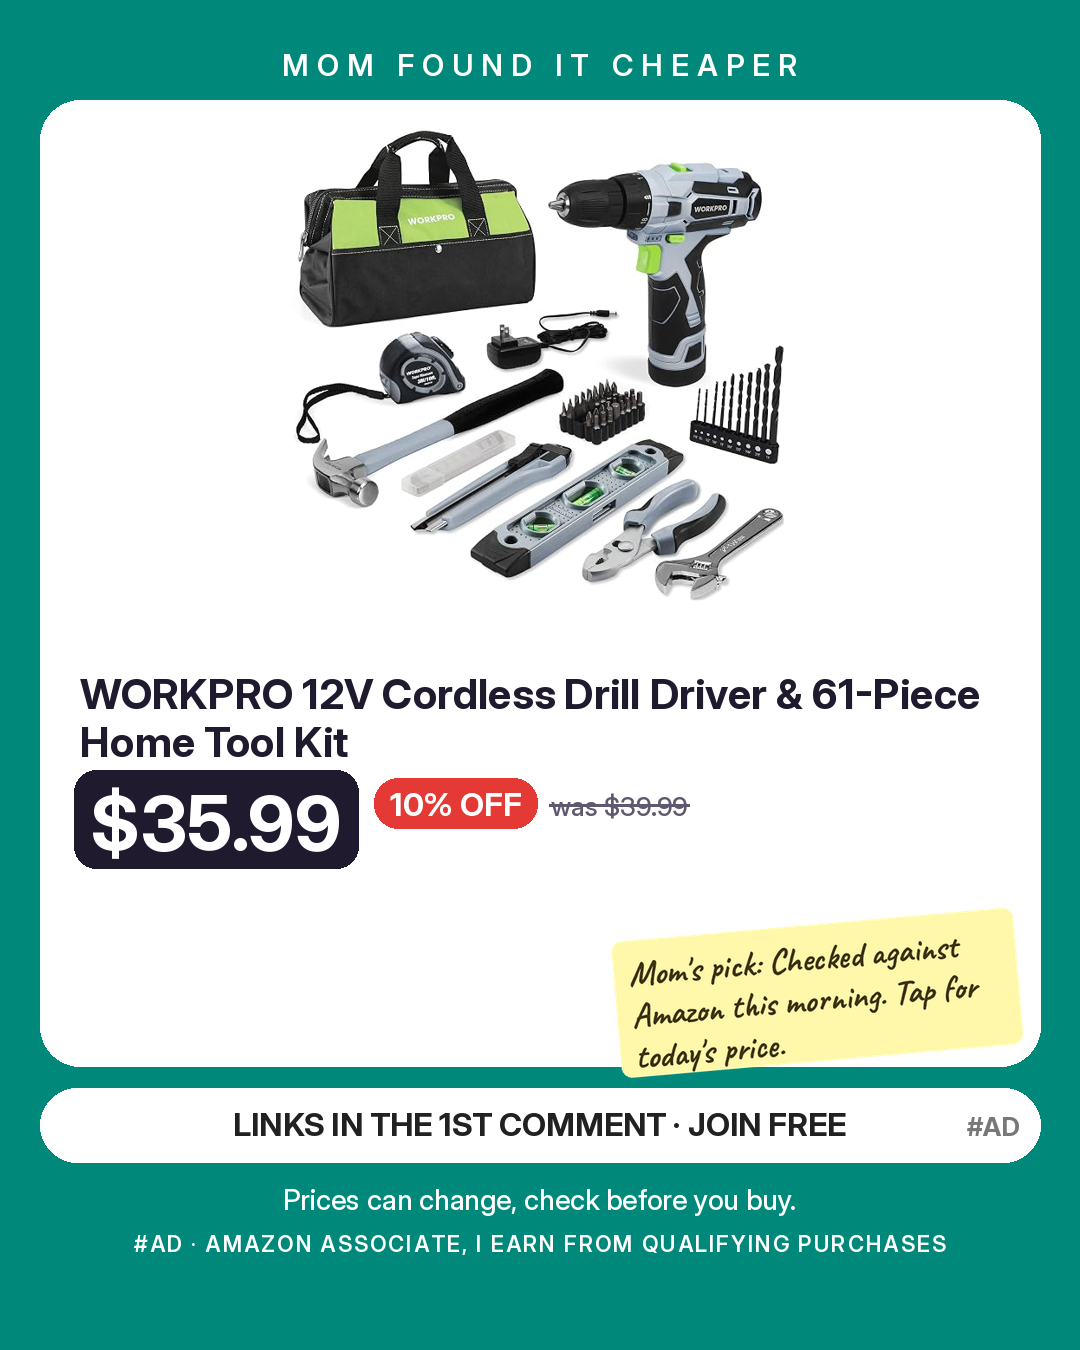 MOM FOUND IT CHEAPER
WORKPRO
WORKPRO
WORKPRO
WORKPRO 12V Cordless Drill Driver & 61-Piece
Home Tool Kit
$35.99
10% OFF
was $39.99
Mom's pick: Checked against
Amazon this morning. Tap for
today's price.
LINKS IN THE 1ST COMMENT · JOIN FREE
#AD
Prices can change, check before you buy.
#AD · AMAZON ASSOCIATE, I EARN FROM QUALIFYING PURCHASES